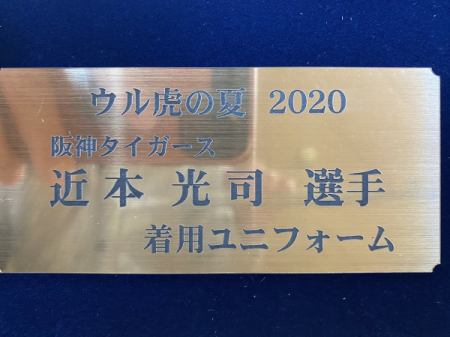 ウル虎の夏 2020
阪神タイガース
近本 光司 選手
着用ユニフォーム